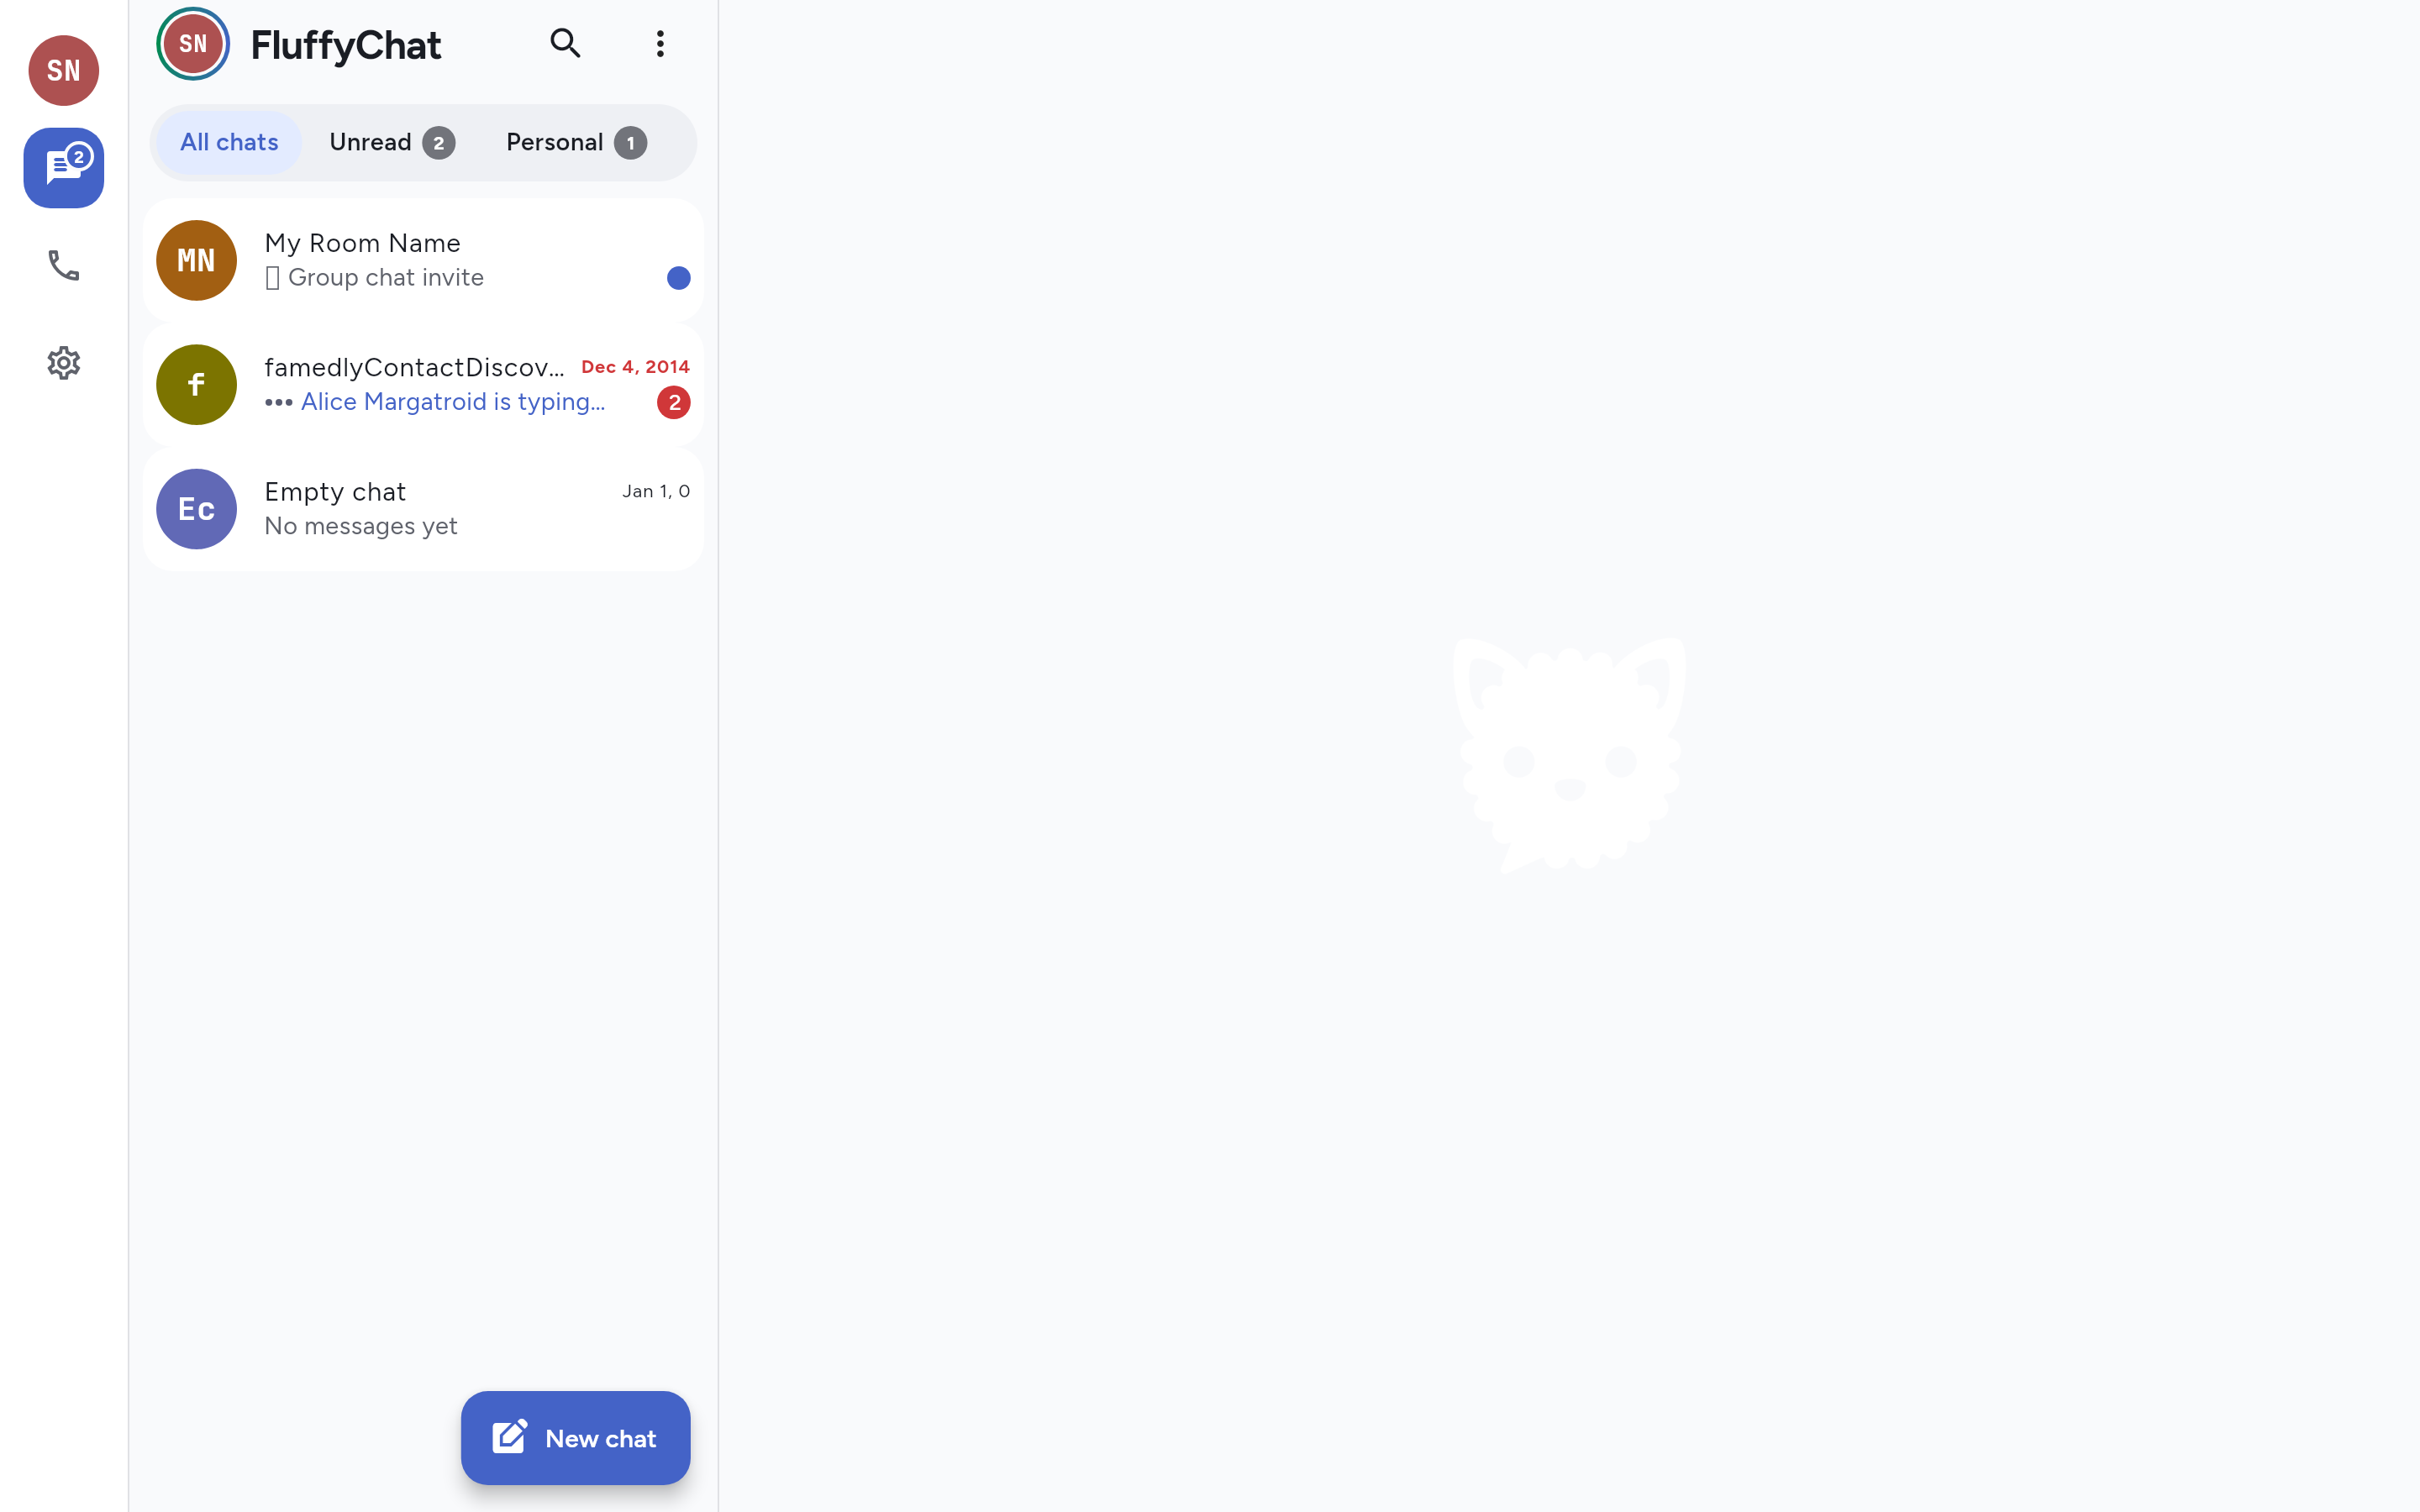 SN
2
SN
FluffyChat
All chats
Unread 2
Personal 1
MN
My Room Name
Group chat invite
f
famedlyContactDiscov...
Dec 4, 2014
Alice Margatroid is typing...
2
Ec
Empty chat
Jan 1, 0
No messages yet
New chat